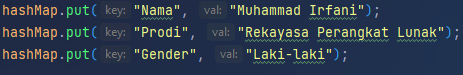 hashMap.put( key: "Nama", val: "Muhammad Irfani");
hashMap.put( key: "Prodi", val: "Rekayasa Perangkat Lunak");
hashMap.put( key: "Gender", val: "Laki-laki");